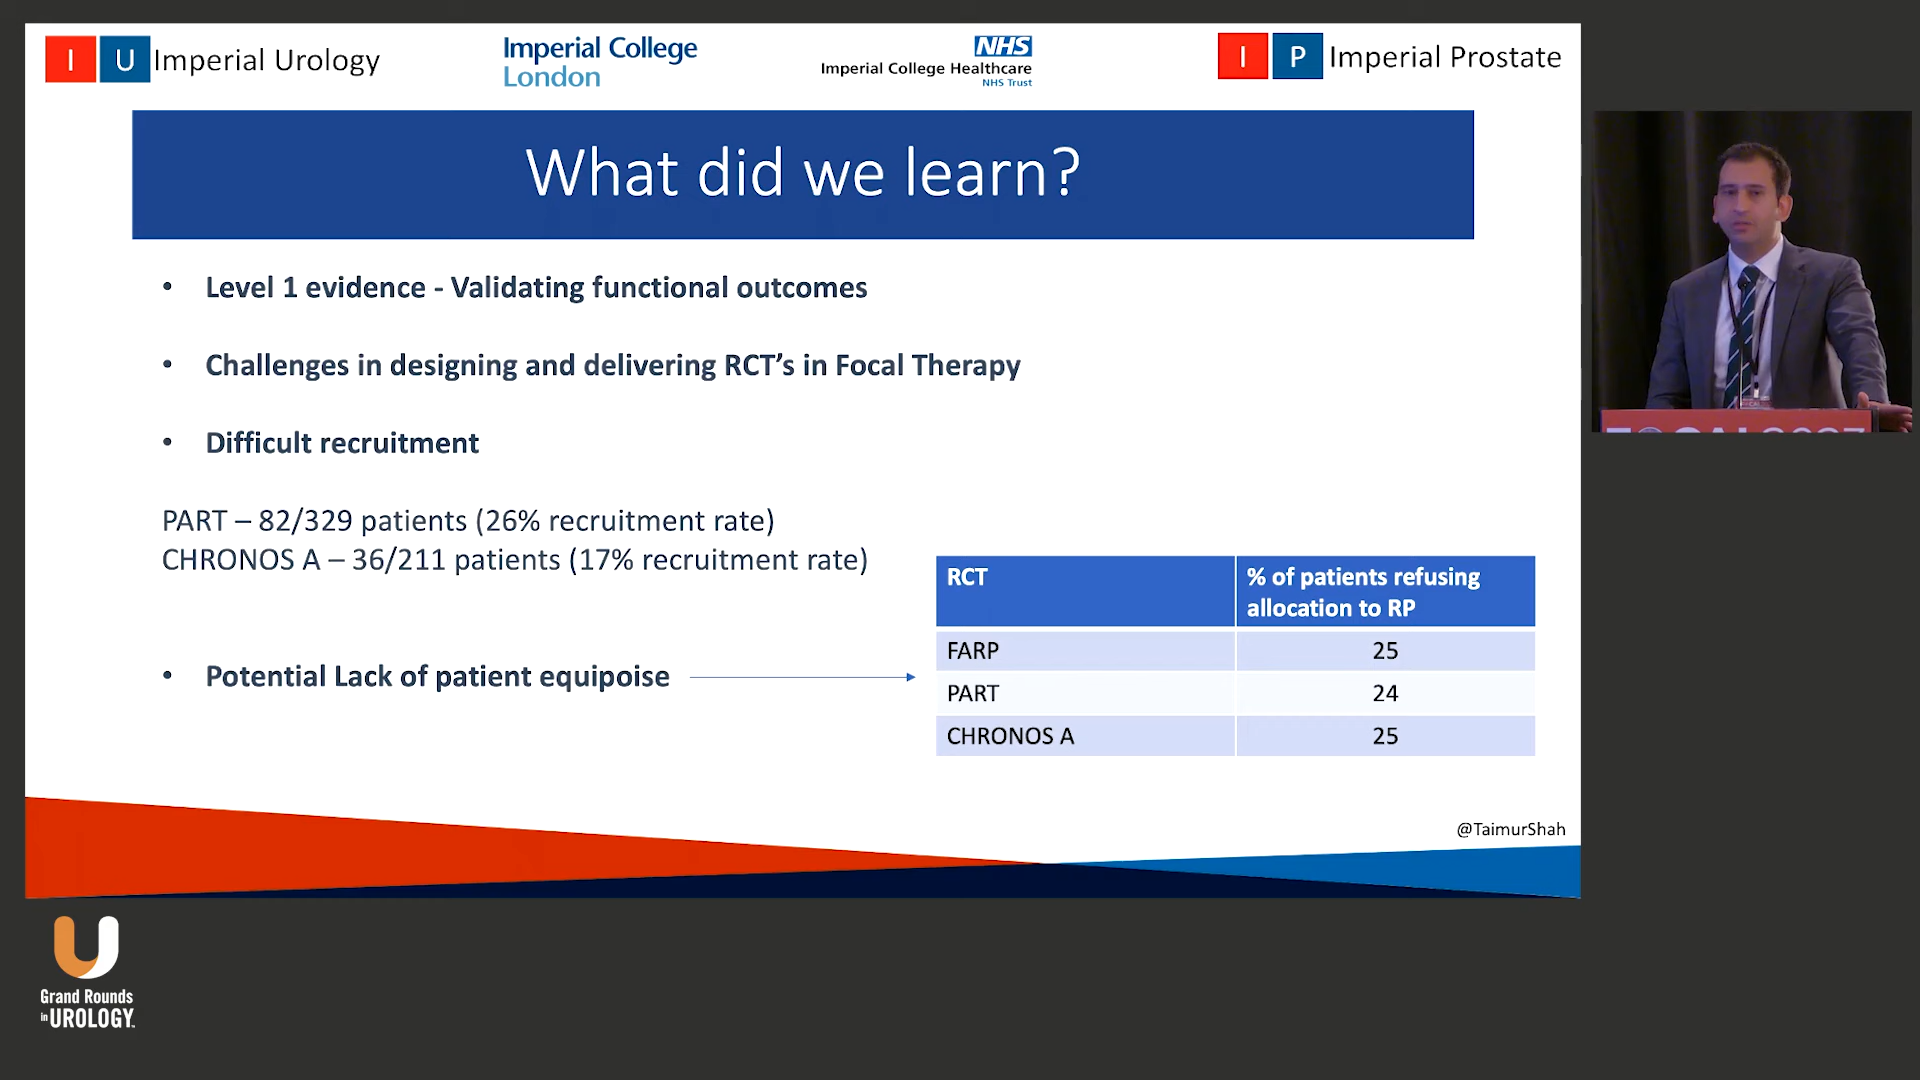 I U Imperial Urology
Imperial College
London
NHS
Imperial College Healthcare
NHS Trust
I P Imperial Prostate
What did we learn?
• Level 1 evidence - Validating functional outcomes
• Challenges in designing and delivering RCT's in Focal Therapy
• Difficult recruitment
PART – 82/329 patients (26% recruitment rate)
CHRONOS A – 36/211 patients (17% recruitment rate)
• Potential Lack of patient equipoise
RCT
% of patients refusing
allocation to RP
FARP 25
PART 24
CHRONOS A 25
@TaimurShah
Grand Rounds
in UROLOGY